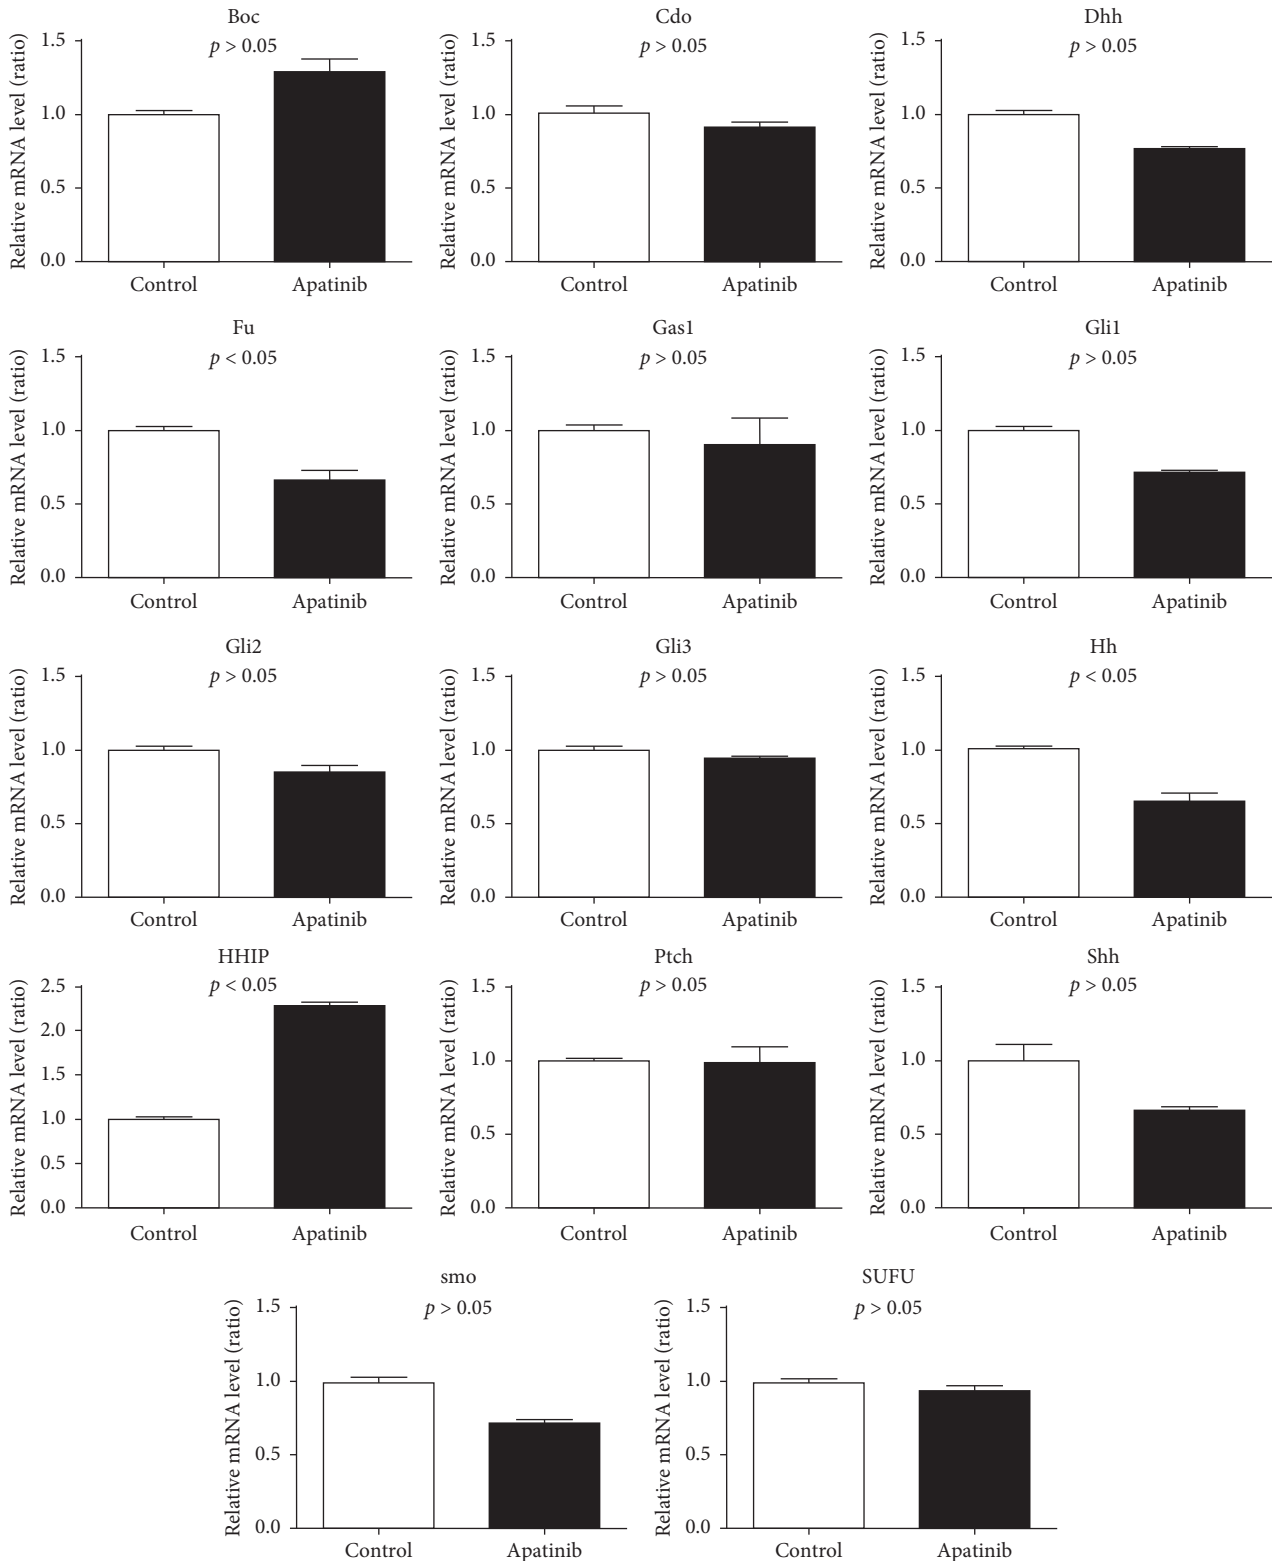 Boc
p > 0.05
Relative mRNA level (ratio)
1.5
1.0
0.5
0.0
Control
Apatinib
Cdo
p > 0.05
Relative mRNA level (ratio)
1.5
1.0
0.5
0.0
Control
Apatinib
Dhh
p > 0.05
Relative mRNA level (ratio)
1.5
1.0
0.5
0.0
Control
Apatinib
Fu
p < 0.05
Relative mRNA level (ratio)
1.5
1.0
0.5
0.0
Control
Apatinib
Gas1
p > 0.05
Relative mRNA level (ratio)
1.5
1.0
0.5
0.0
Control
Apatinib
Gli1
p > 0.05
Relative mRNA level (ratio)
1.5
1.0
0.5
0.0
Control
Apatinib
Gli2
p > 0.05
Relative mRNA level (ratio)
1.5
1.0
0.5
0.0
Control
Apatinib
Gli3
p > 0.05
Relative mRNA level (ratio)
1.5
1.0
0.5
0.0
Control
Apatinib
Hh
p < 0.05
Relative mRNA level (ratio)
1.5
1.0
0.5
0.0
Control
Apatinib
HHIP
p < 0.05
Relative mRNA level (ratio)
2.5
2.0
1.5
1.0
0.5
0.0
Control
Apatinib
Ptch
p > 0.05
Relative mRNA level (ratio)
1.5
1.0
0.5
0.0
Control
Apatinib
Shh
p > 0.05
Relative mRNA level (ratio)
1.5
1.0
0.5
0.0
Control
Apatinib
smo
p > 0.05
Relative mRNA level (ratio)
1.5
1.0
0.5
0.0
Control
Apatinib
SUFU
p > 0.05
Relative mRNA level (ratio)
1.5
1.0
0.5
0.0
Control
Apatinib